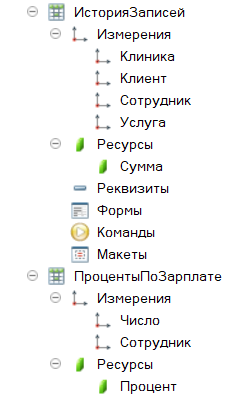 ИсторияЗаписей
Измерения
Клиника
Клиент
Сотрудник
Услуга
Ресурсы
Сумма
Реквизиты
Формы
Команды
Макеты
ПроцентыПоЗарплате
Измерения
Число
Сотрудник
Ресурсы
Процент